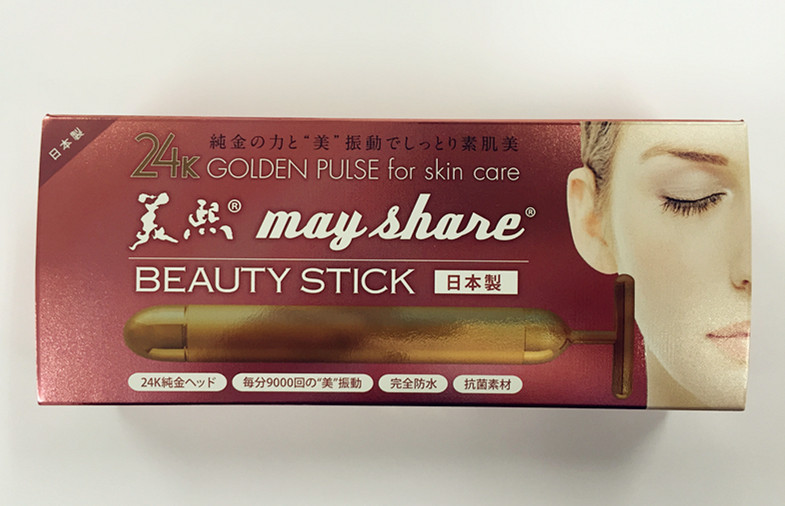 日本製
純金の力と“美”振動でしっとり素肌美
24K GOLDEN PULSE for skin care
美熙® may share®
BEAUTY STICK 日本製
24K純金ヘッド 毎分9000回の“美”振動 完全防水 抗菌素材